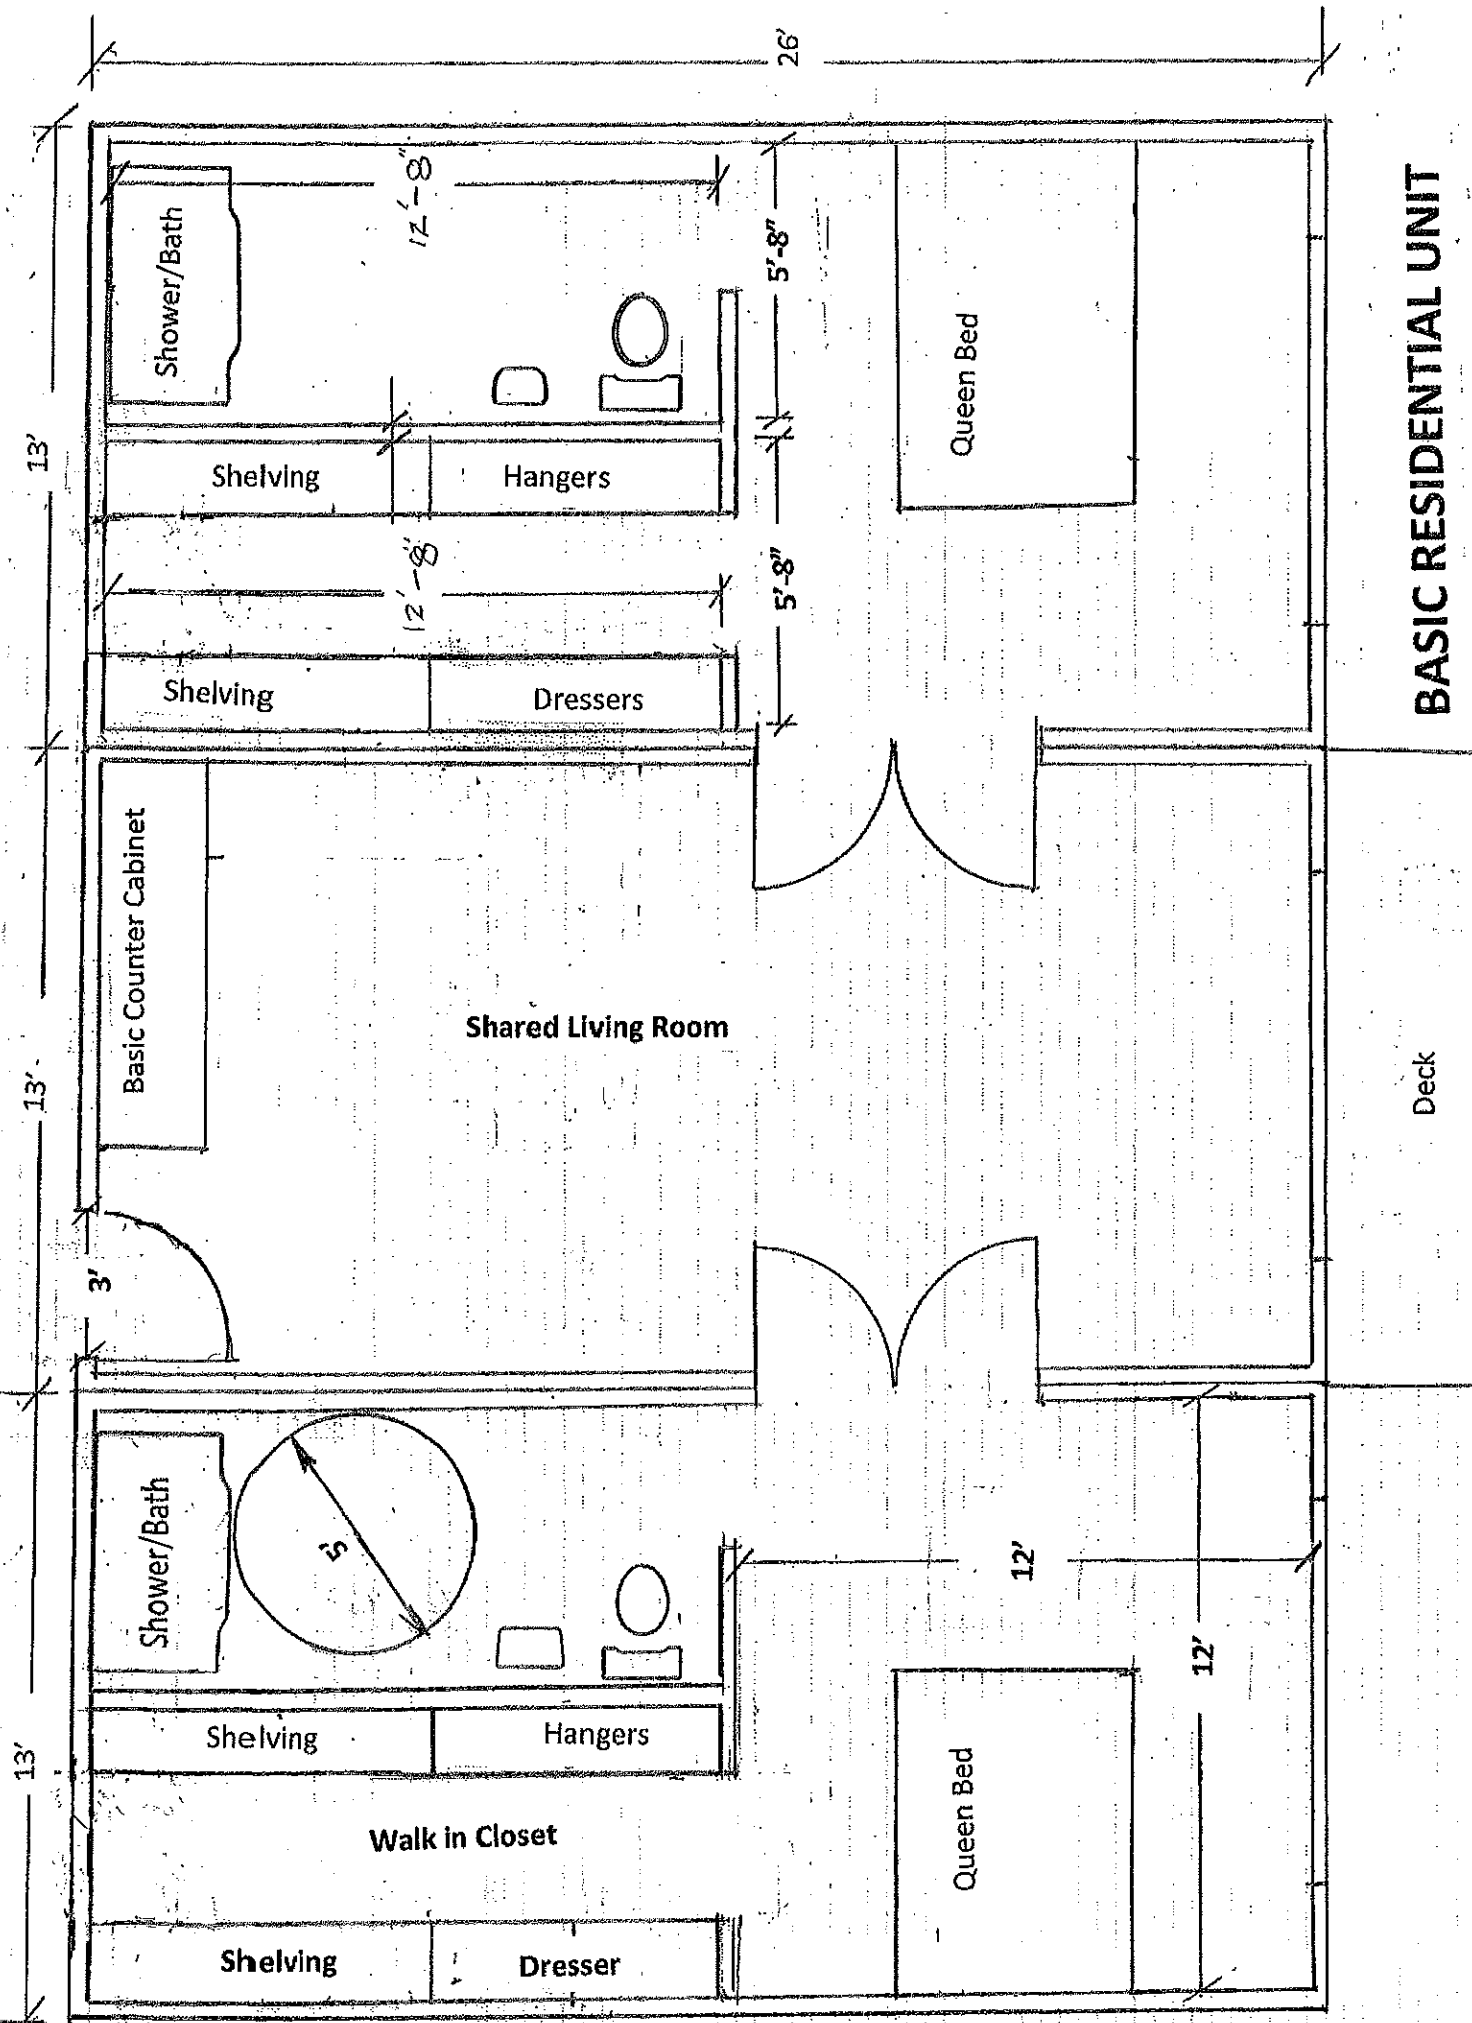 26'
13'
Shower/Bath
12'-8"
5'-8"
Shelving
Hangers
Queen Bed
12'-8"
5'-8"
Shelving
Dressers
13'
Basic Counter Cabinet
Shared Living Room
3'
Shower/Bath
5'
12'
12'
13'
Shelving
Hangers
Walk in Closet
Queen Bed
Shelving
Dresser
Deck
BASIC RESIDENTIAL UNIT